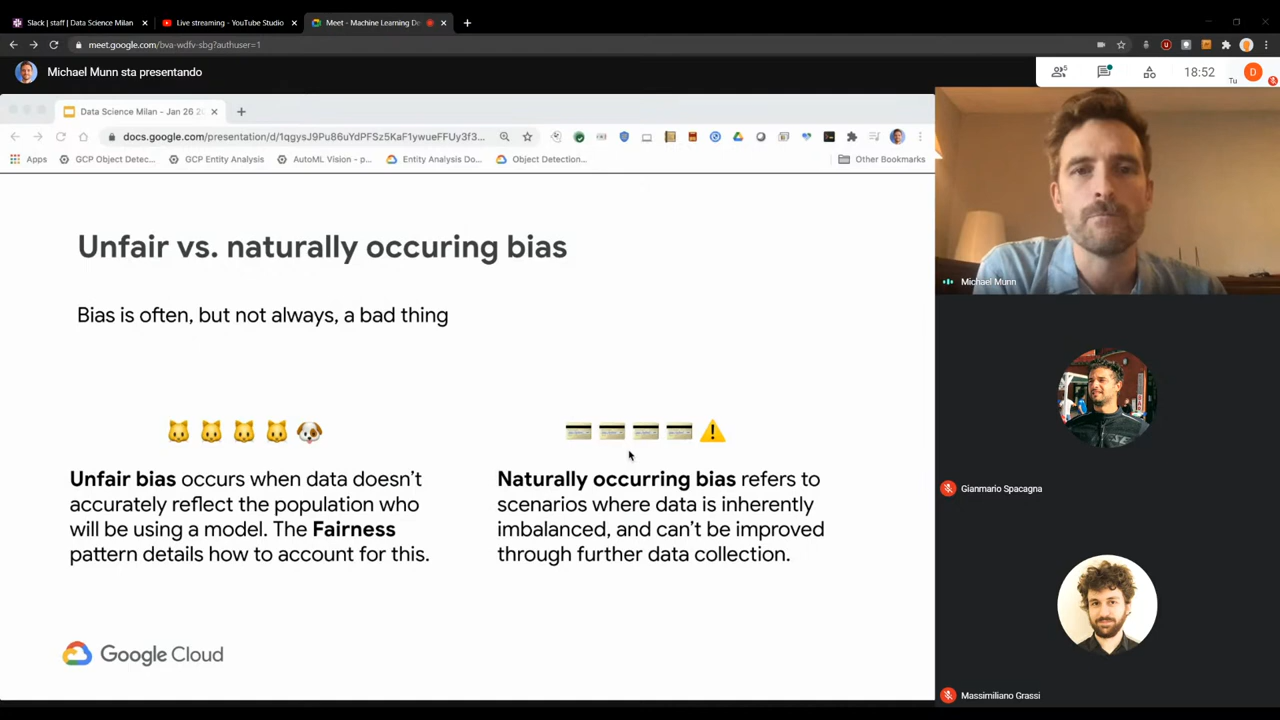 Slack | staff | Data Science Milan
Live streaming - YouTube Studio
Meet - Machine Learning De
meet.google.com/bva-wdfv-sbg?authuser=1
Michael Munn sta presentando
5
18:52
Tu
D
Data Science Milan - Jan 26 2
docs.google.com/presentation/d/1qgysJ9Pu86uYdPFSz5KaF1ywueFFUy3f3...
Apps
GCP Object Detec...
GCP Entity Analysis
AutoML Vision - p...
Entity Analysis Do...
Object Detection...
Other Bookmarks
Unfair vs. naturally occuring bias
Bias is often, but not always, a bad thing
Unfair bias occurs when data doesn't
accurately reflect the population who
will be using a model. The Fairness
pattern details how to account for this.
Naturally occurring bias refers to
scenarios where data is inherently
imbalanced, and can't be improved
through further data collection.
Google Cloud
Michael Munn
Gianmario Spacagna
Massimiliano Grassi